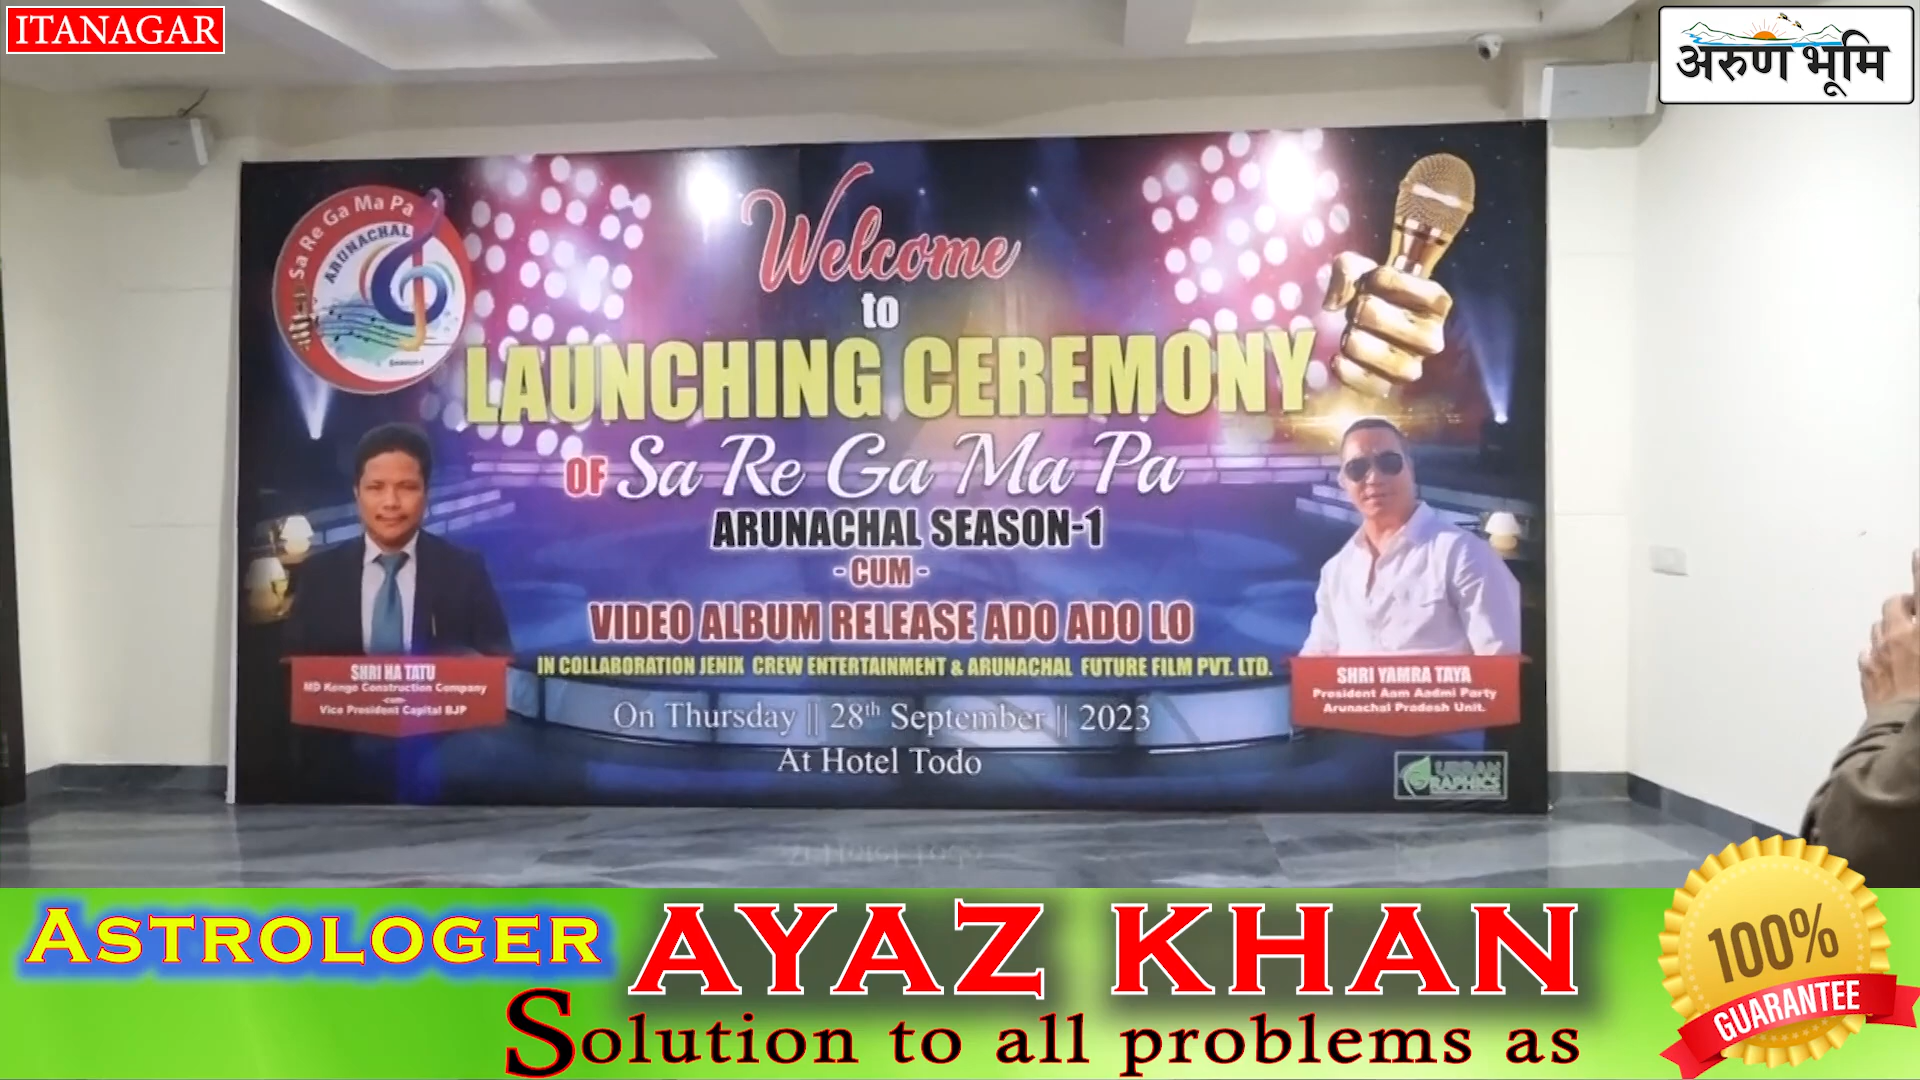 ITANAGAR
अरुण भूमि
Sa Re Ga Ma Pa
ARUNACHAL
Season-1
Welcome
to
LAUNCHING CEREMONY
OF Sa Re Ga Ma Pa
ARUNACHAL SEASON-1
- CUM -
VIDEO ALBUM RELEASE ADO ADO LO
IN COLLABORATION JENIX CREW ENTERTAINMENT & ARUNACHAL FUTURE FILM PVT. LTD.
On Thursday || 28th September || 2023
At Hotel Todo
SHRI HA TATU
MD Kengo Construction Company
-cum-
Vice President Capital BJP
SHRI YAMRA TAYA
President Aam Aadmi Party
Arunachal Pradesh Unit.
URBAN
GRAPHICS
ASTROLOGER AYAZ KHAN
Solution to all problems as
100%
GUARANTEE